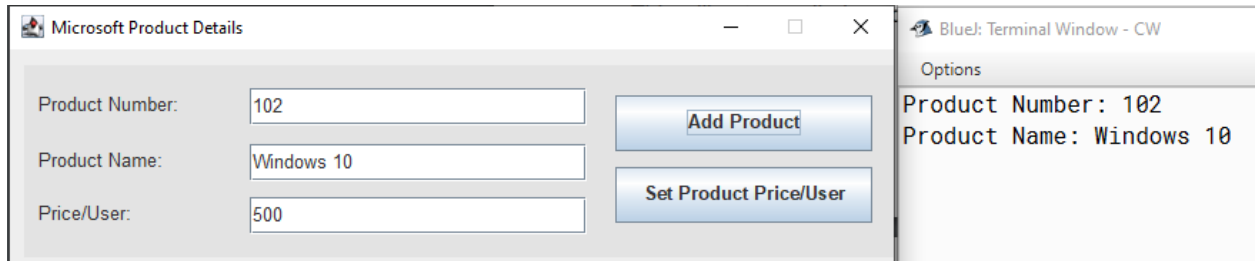 Microsoft Product Details
Product Number:
102
Add Product
Product Name:
Windows 10
Set Product Price/User
Price/User:
500
BlueJ: Terminal Window - CW
Options
Product Number: 102
Product Name: Windows 10